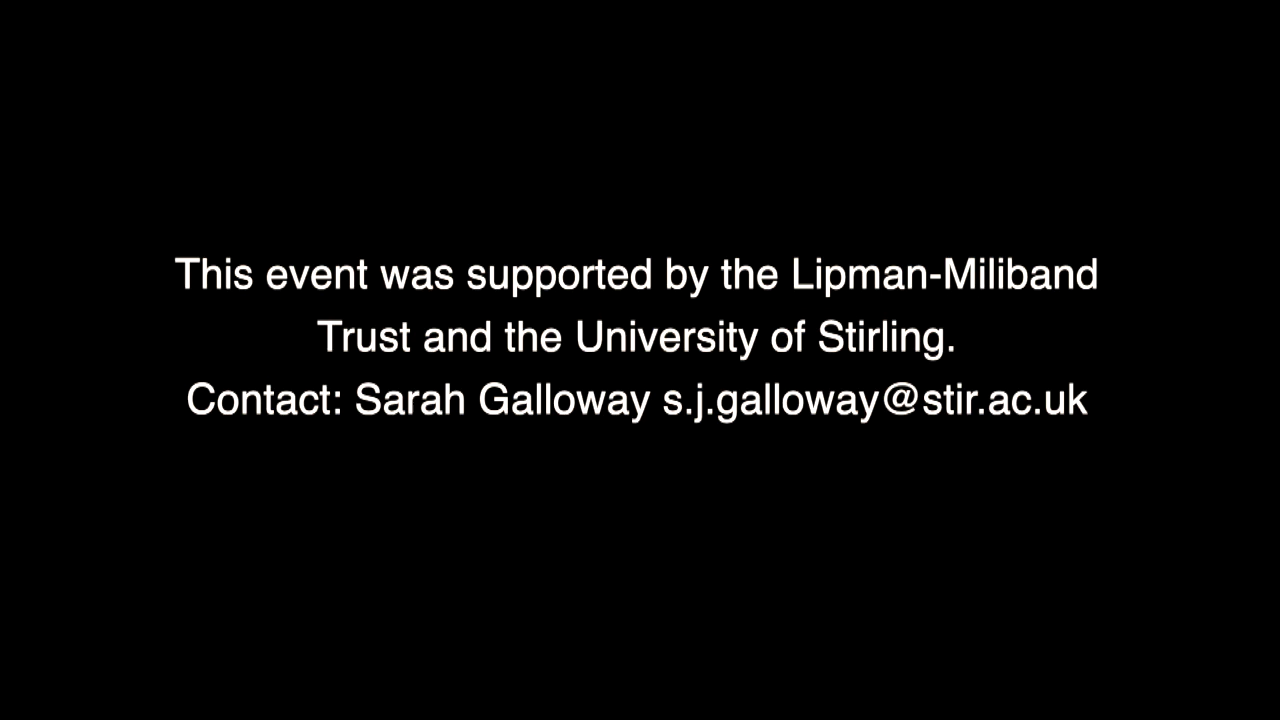 This event was supported by the Lipman-Miliband
Trust and the University of Stirling.
Contact: Sarah Galloway s.j.galloway@stir.ac.uk